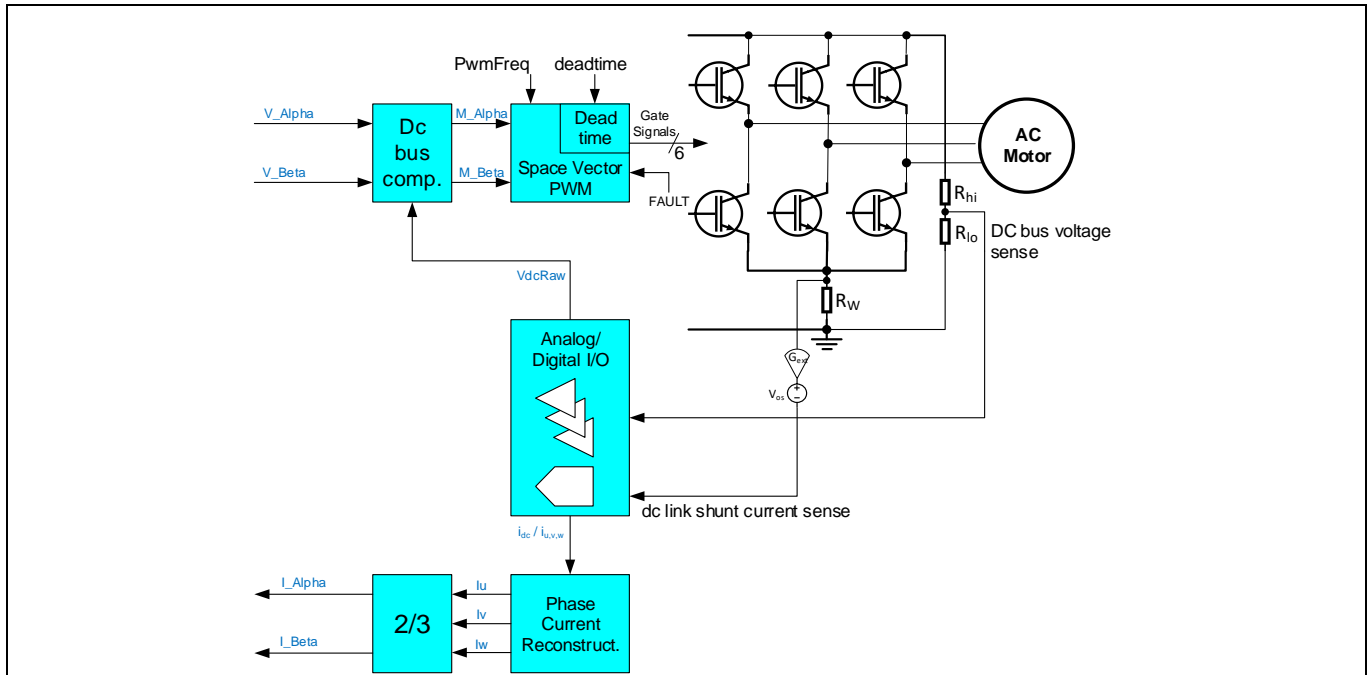 PwmFreq
deadtime
V_Alpha
M_Alpha
V_Beta
M_Beta
Dc
bus
comp.
Dead
time
Space Vector
PWM
Gate
Signals
6
FAULT
AC
Motor
Rhi
Rlo
DC bus voltage
sense
VdcRaw
RW
Analog/
Digital I/O
Gext
Vos
+
−
dc link shunt current sense
idc / iu,v,w
I_Alpha
I_Beta
2/3
Iu
Iv
Iw
Phase
Current
Reconstruct.